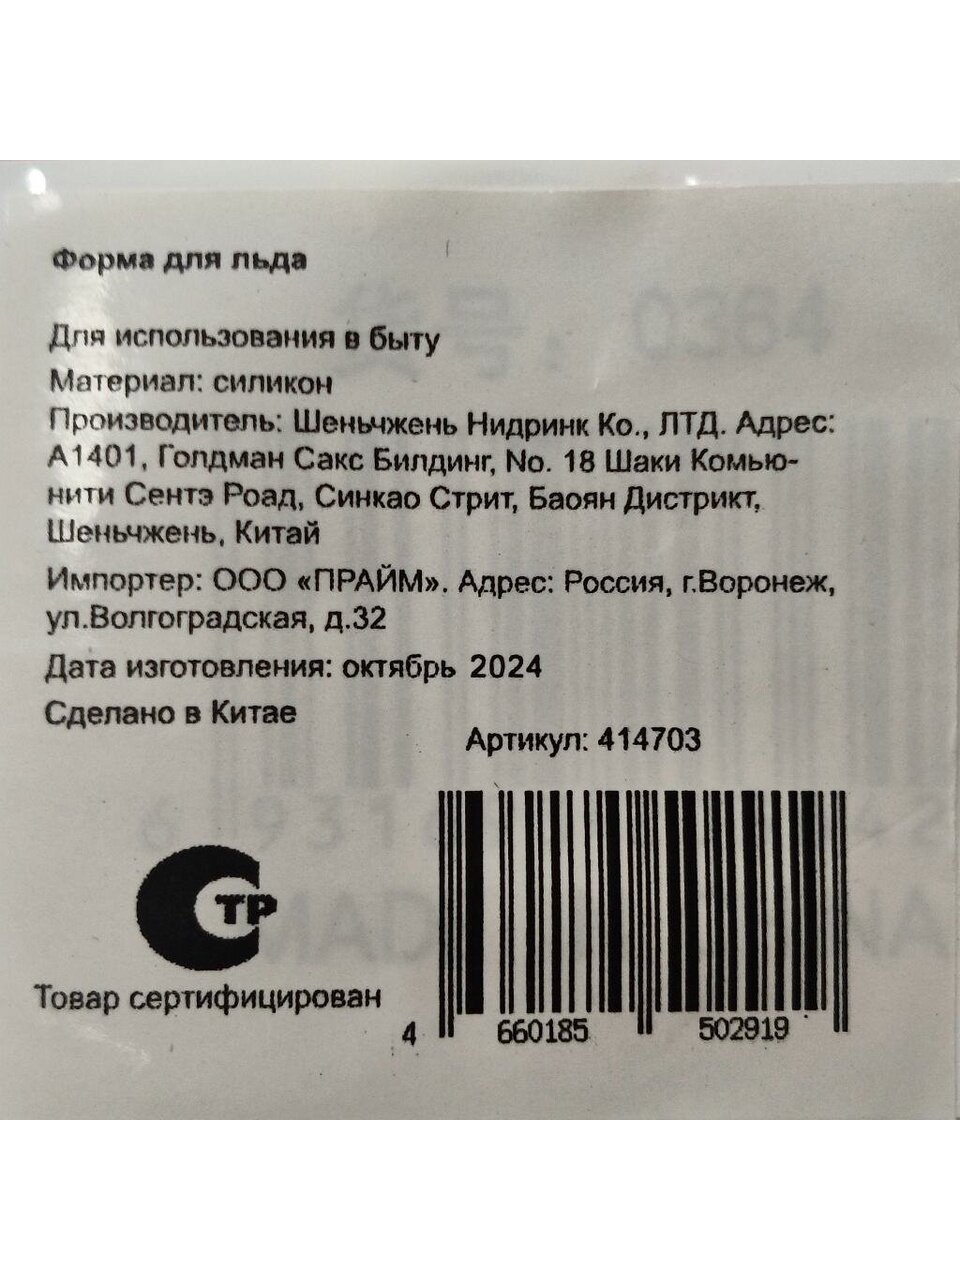 Форма для льда
Для использования в быту
Материал: силикон
Производитель: Шеньчжень Нидринк Ко., ЛТД. Адрес:
А1401, Голдман Сакс Билдинг, No. 18 Шаки Комью-
нити Сентэ Роад, Синкао Стрит, Баоян Дистрикт,
Шеньчжень, Китай
Импортер: ООО «ПРАЙМ». Адрес: Россия, г.Воронеж,
ул.Волгоградская, д.32
Дата изготовления: октябрь 2024
Сделано в Китае
Артикул: 414703
ТР
Товар сертифицирован
4 660185 502919